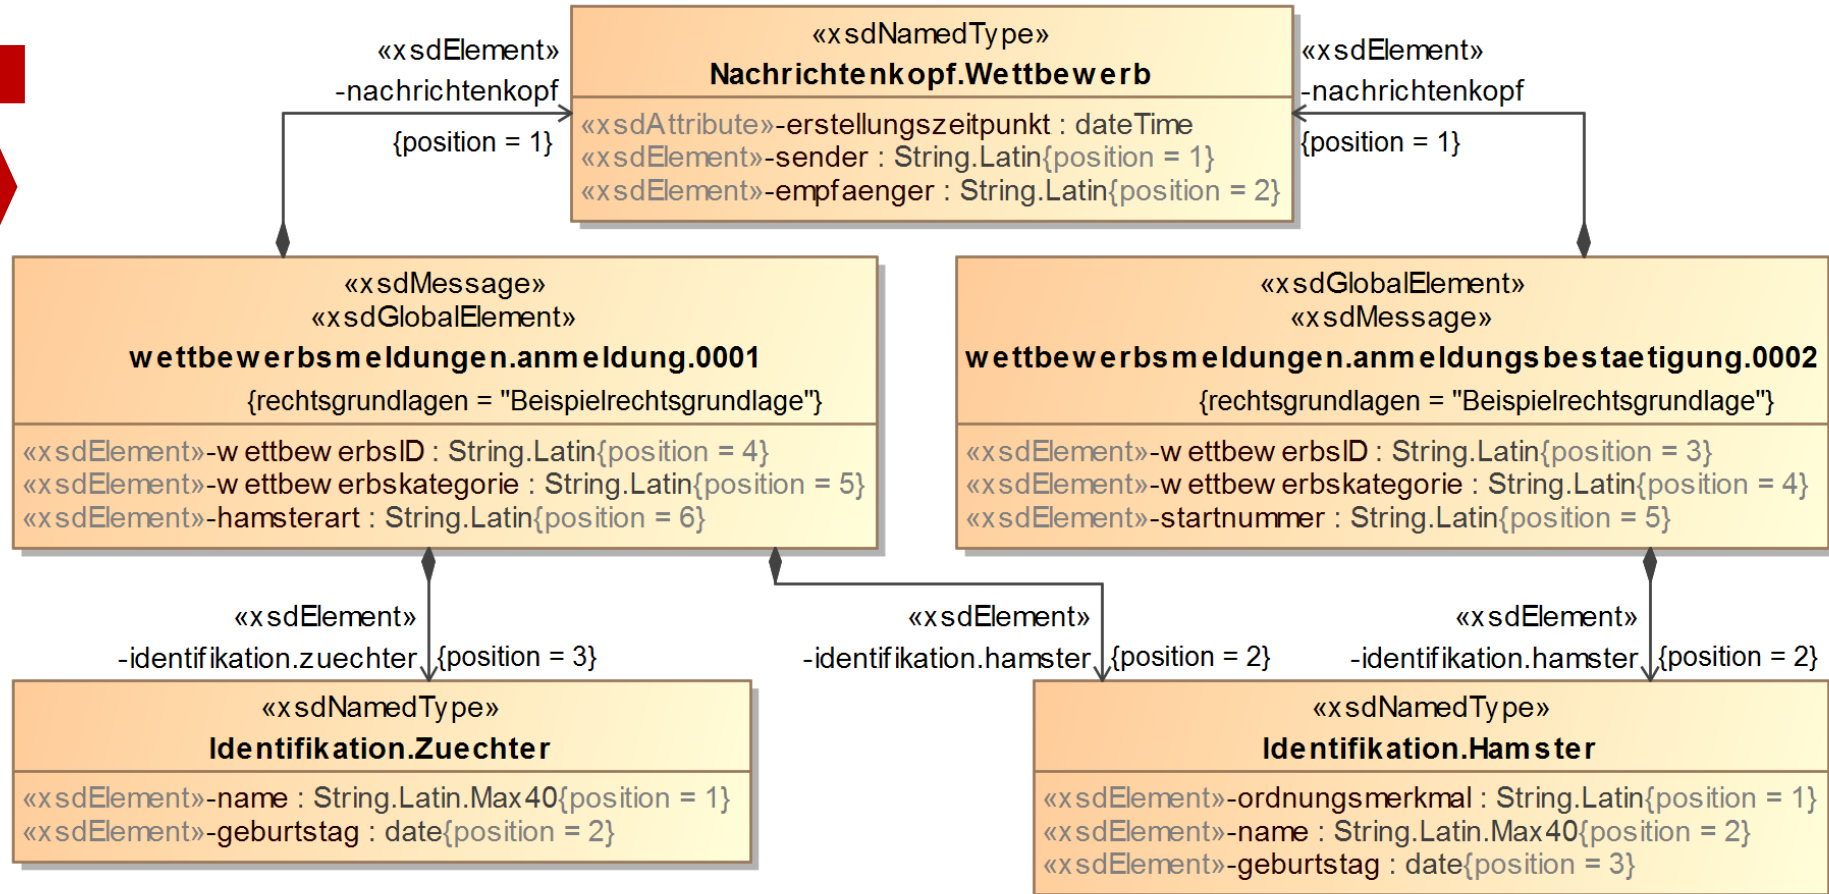 «xsdElement»
-nachrichtenkopf
{position = 1}
«xsdNamedType»
Nachrichtenkopf.Wettbewerb
«xsdAttribute»-erstellungszeitpunkt : dateTime
«xsdElement»-sender : String.Latin{position = 1}
«xsdElement»-empfaenger : String.Latin{position = 2}
«xsdElement»
-nachrichtenkopf
{position = 1}
«xsdMessage»
«xsdGlobalElement»
wettbewerbsmeldungen.anmeldung.0001
{rechtsgrundlagen = "Beispielrechtsgrundlage"}
«xsdElement»-wettbewerbsID : String.Latin{position = 4}
«xsdElement»-wettbewerbskategorie : String.Latin{position = 5}
«xsdElement»-hamsterart : String.Latin{position = 6}
«xsdGlobalElement»
«xsdMessage»
wettbewerbsmeldungen.anmeldungsbestaetigung.0002
{rechtsgrundlagen = "Beispielrechtsgrundlage"}
«xsdElement»-wettbewerbsID : String.Latin{position = 3}
«xsdElement»-wettbewerbskategorie : String.Latin{position = 4}
«xsdElement»-startnummer : String.Latin{position = 5}
«xsdElement»
-identifikation.zuechter
{position = 3}
«xsdElement»
-identifikation.hamster
{position = 2}
«xsdElement»
-identifikation.hamster
{position = 2}
«xsdNamedType»
Identifikation.Zuechter
«xsdElement»-name : String.Latin.Max40{position = 1}
«xsdElement»-geburtstag : date{position = 2}
«xsdNamedType»
Identifikation.Hamster
«xsdElement»-ordnungsmerkmal : String.Latin{position = 1}
«xsdElement»-name : String.Latin.Max40{position = 2}
«xsdElement»-geburtstag : date{position = 3}